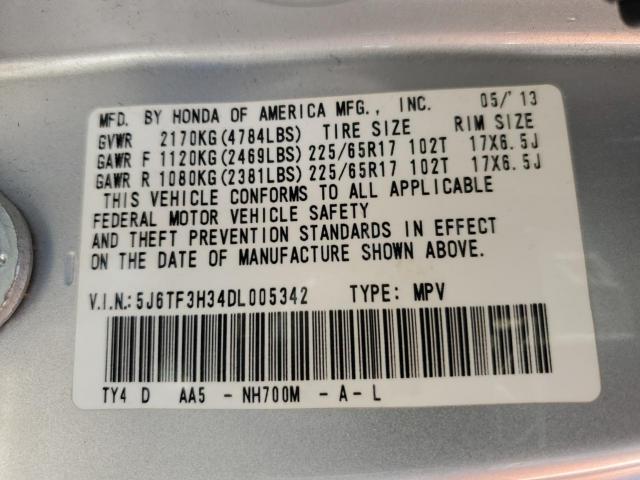 MFD. BY HONDA OF AMERICA MFG., INC. 05/'13
GVWR 2170KG(4784LBS) TIRE SIZE RIM SIZE
GAWR F 1120KG(2469LBS) 225/65R17 102T 17X6.5J
GAWR R 1080KG(2381LBS) 225/65R17 102T 17X6.5J
THIS VEHICLE CONFORMS TO ALL APPLICABLE
FEDERAL MOTOR VEHICLE SAFETY
AND THEFT PREVENTION STANDARDS IN EFFECT
ON THE DATE OF MANUFACTURE SHOWN ABOVE.
V.I.N.:5J6TF3H34DL005342 TYPE: MPV
TY4 D AA5 - NH700M - A - L